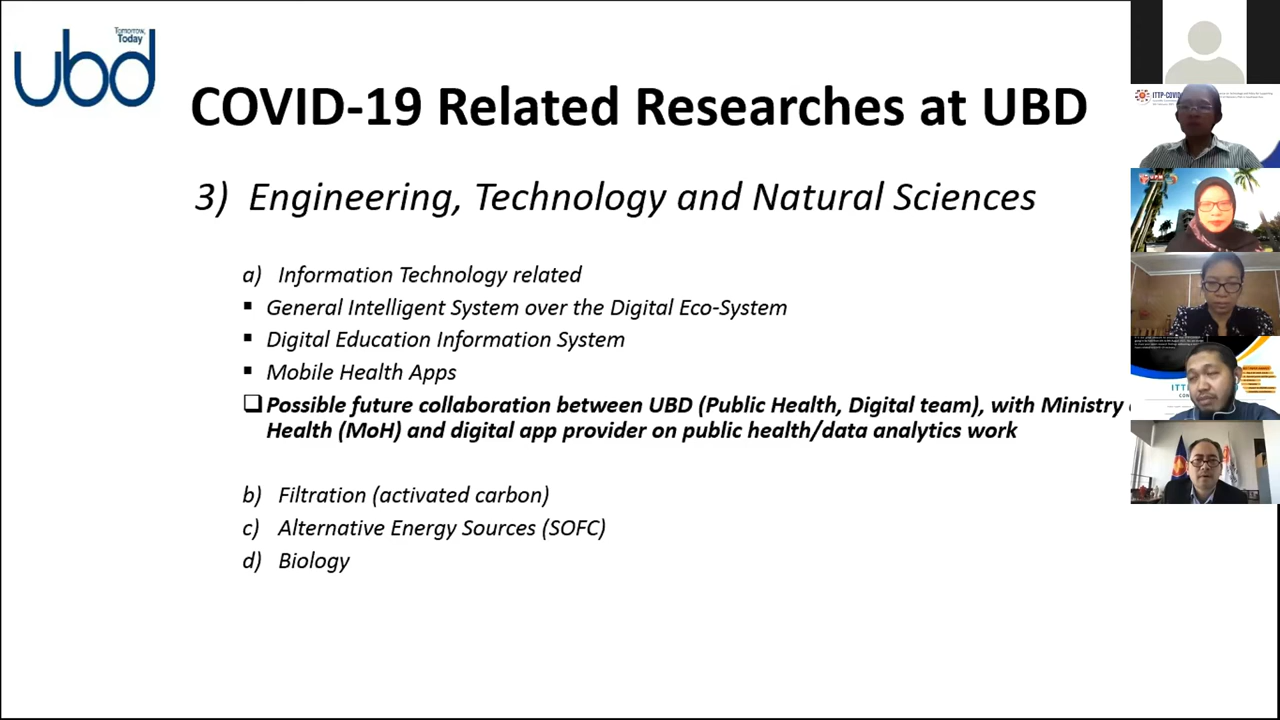 Tomorrow,
Today
ubd
COVID-19 Related Researches at UBD
3) Engineering, Technology and Natural Sciences
a) Information Technology related
▪ General Intelligent System over the Digital Eco-System
▪ Digital Education Information System
▪ Mobile Health Apps
❑ Possible future collaboration between UBD (Public Health, Digital team), with Ministry
Health (MoH) and digital app provider on public health/data analytics work
b) Filtration (activated carbon)
c) Alternative Energy Sources (SOFC)
d) Biology